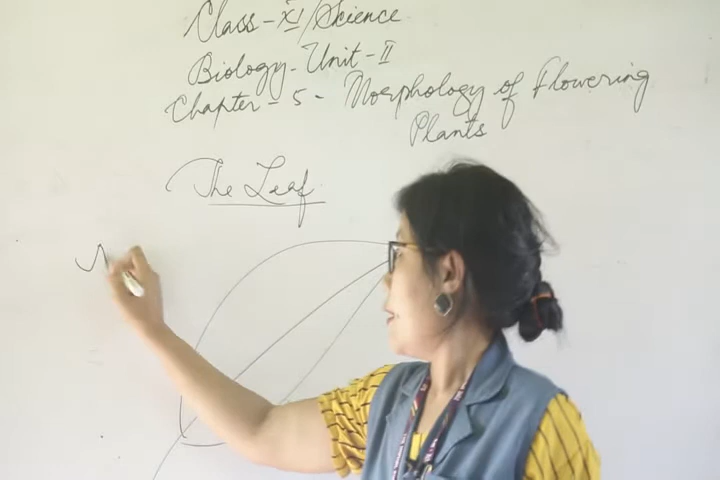 Class - XI/Science
Biology - Unit - II
Chapter - 5 - Morphology of Flowering
Plants
The Leaf